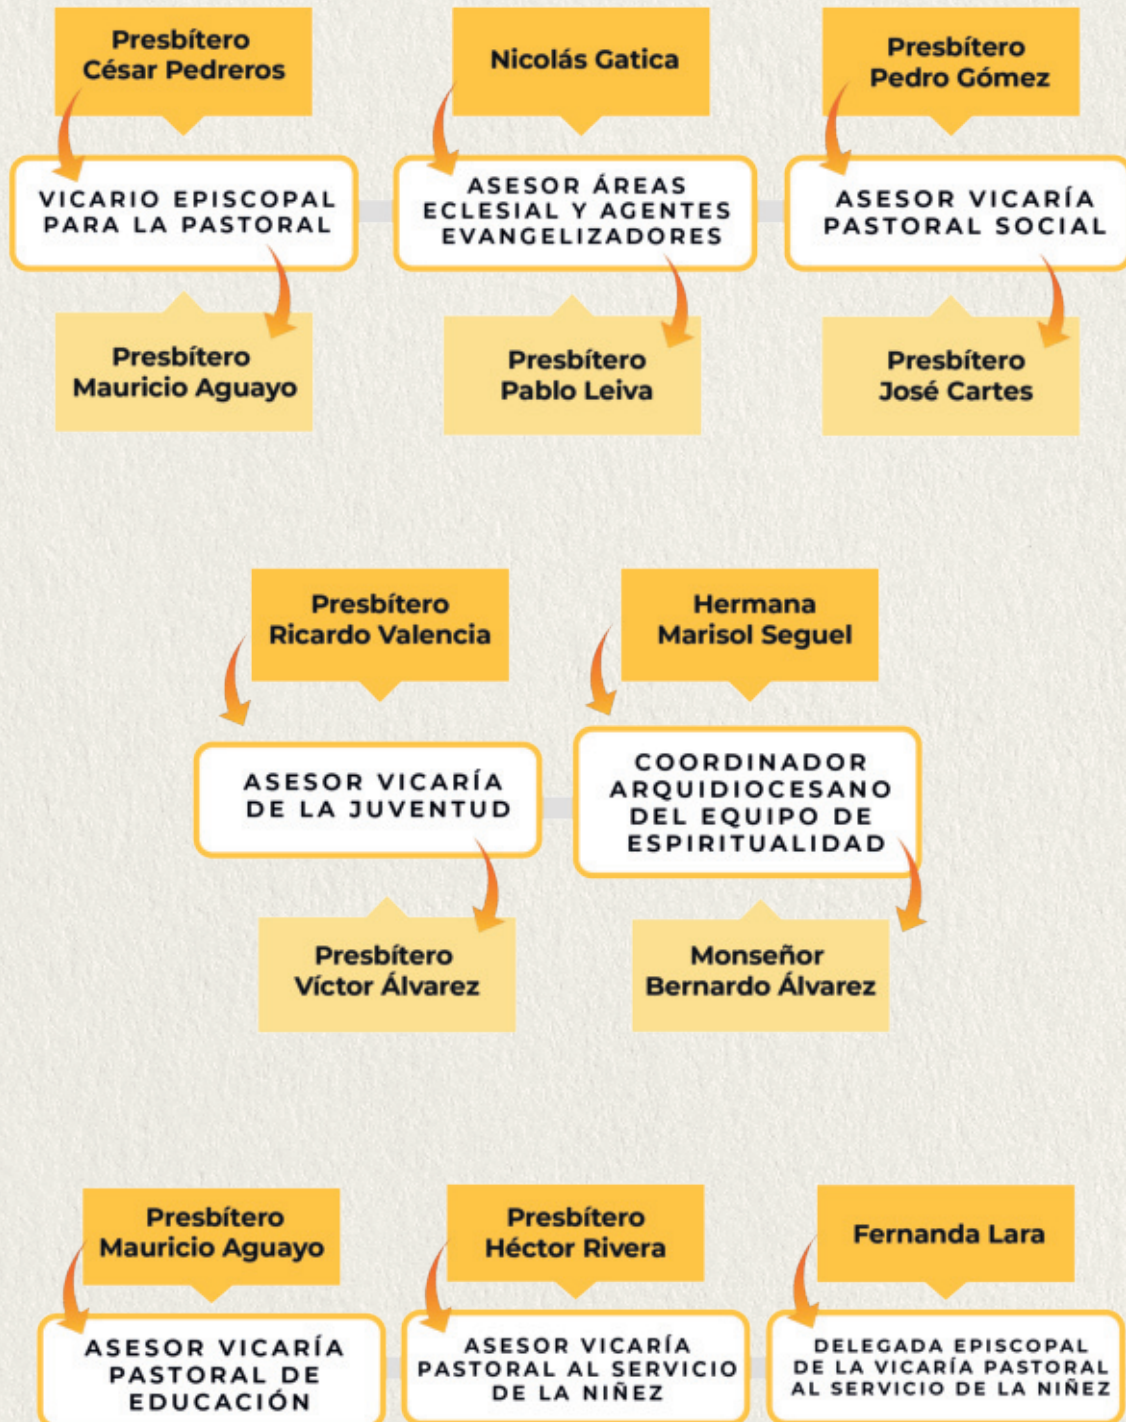 Presbítero
César Pedreros
Nicolás Gatica
Presbítero
Pedro Gómez
VICARIO EPISCOPAL
PARA LA PASTORAL
ASESOR ÁREAS
ECLESIAL Y AGENTES
EVANGELIZADORES
ASESOR VICARÍA
PASTORAL SOCIAL
Presbítero
Mauricio Aguayo
Presbítero
Pablo Leiva
Presbítero
José Cartes
Presbítero
Ricardo Valencia
Hermana
Marisol Seguel
ASESOR VICARÍA
DE LA JUVENTUD
COORDINADOR
ARQUIDIOCESANO
DEL EQUIPO DE
ESPIRITUALIDAD
Presbítero
Víctor Álvarez
Monseñor
Bernardo Álvarez
Presbítero
Mauricio Aguayo
Presbítero
Héctor Rivera
Fernanda Lara
ASESOR VICARÍA
PASTORAL DE
EDUCACIÓN
ASESOR VICARÍA
PASTORAL AL SERVICIO
DE LA NIÑEZ
DELEGADA EPISCOPAL
DE LA VICARÍA PASTORAL
AL SERVICIO DE LA NIÑEZ